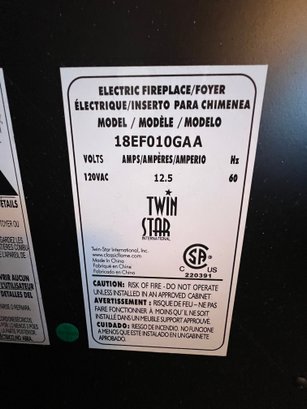 ELECTRIC FIREPLACE/FOYER
ÉLECTRIQUE/INSERTO PARA CHIMENEA
MODEL / MODÈLE / MODELO
18EF010GAA
VOLTS AMPS/AMPÈRES/AMPERIO Hz
120VAC 12.5 60
TWIN
STAR
INTERNATIONAL
Twin-Star International, Inc.
www.classicflame.com
Made in China
Fabriqué en Chine
Fabricado en China
CSA
C US
220391
CAUTION: RISK OF FIRE - DO NOT OPERATE
UNLESS INSTALLED IN AN APPROVED CABINET
AVERTISSEMENT: RISQUE DE FEU – NE PAS
FAIRE FONCTIONNER À MOINS QU'IL NE SOIT
INSTALLÉ DANS UN MEUBLE SUPPORT APPROUVÉ.
CUIDADO: RIESGO DE INCENDIO. NO FUNCIONE
A MENOS QUE ESTÉ INSTALADO EN UN GABINETE
APROBADO.